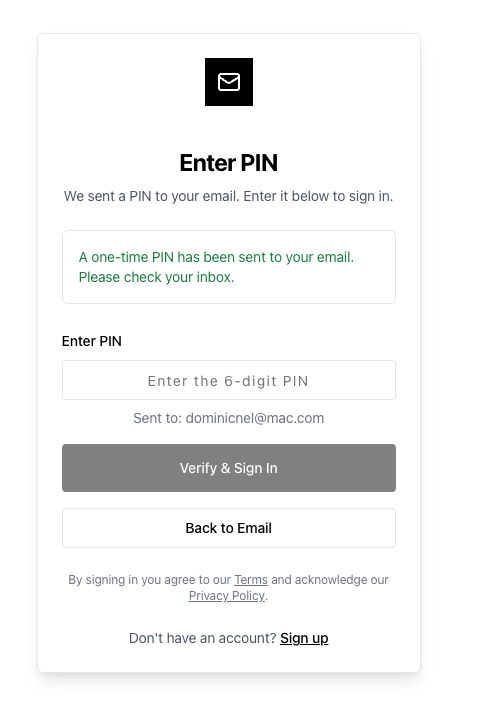 Enter PIN
We sent a PIN to your email. Enter it below to sign in.
A one-time PIN has been sent to your email.
Please check your inbox.
Enter PIN
Enter the 6-digit PIN
Sent to: dominicnel@mac.com
Verify & Sign In
Back to Email
By signing in you agree to our Terms and acknowledge our
Privacy Policy.
Don't have an account? Sign up